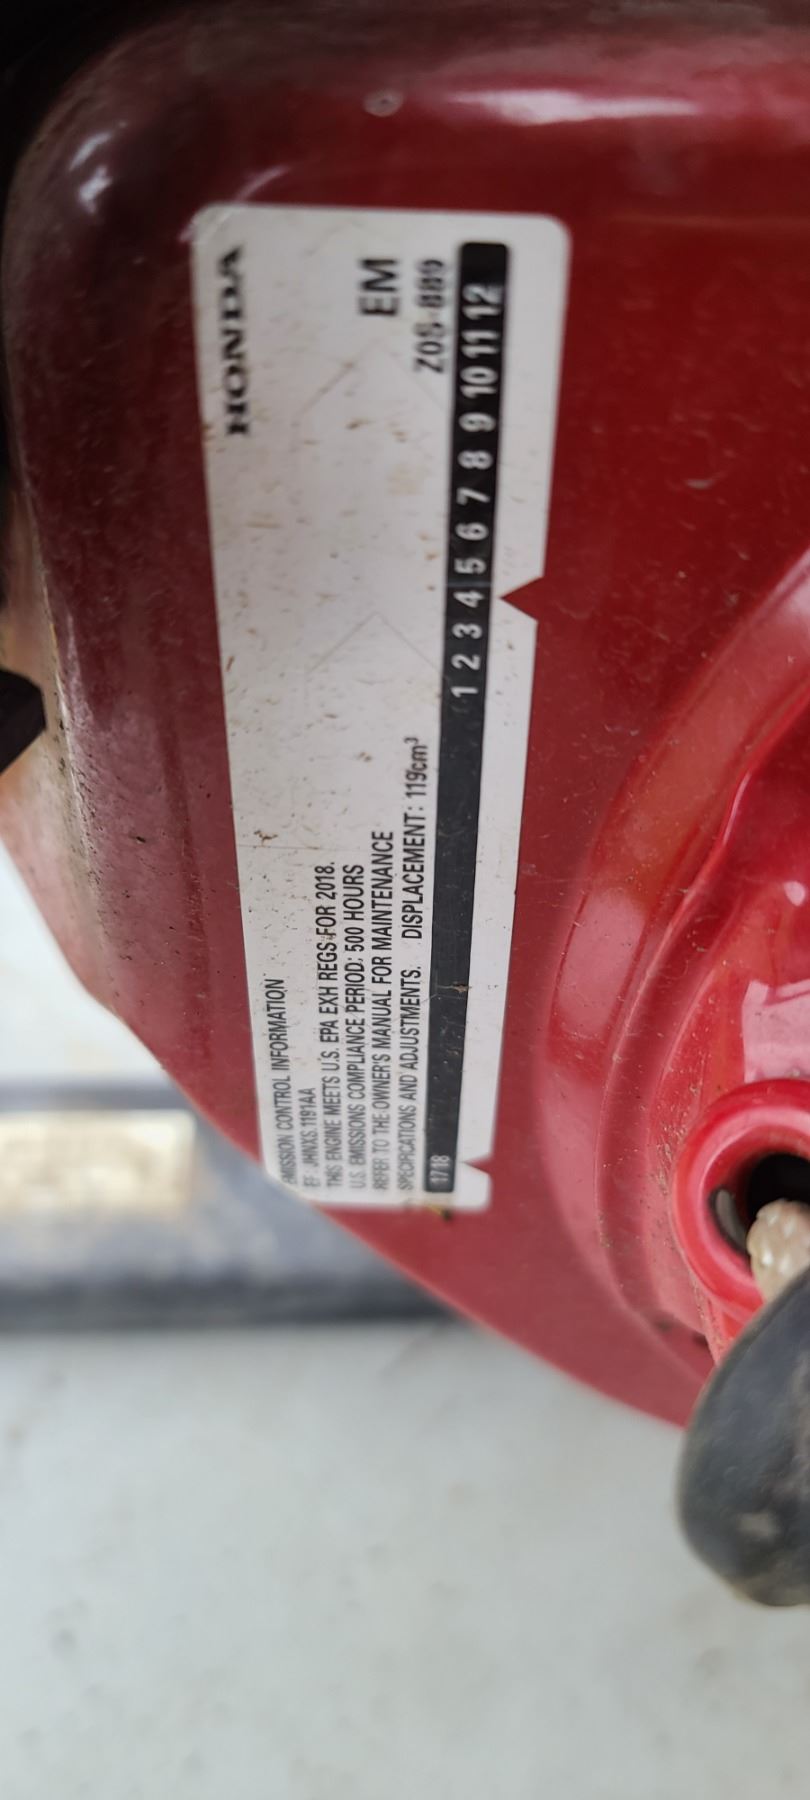 HONDA
EM
EMISSION CONTROL INFORMATION
EF: JHNXS.1191AA
THIS ENGINE MEETS U.S. EPA EXH REGS FOR 2018.
U.S. EMISSIONS COMPLIANCE PERIOD: 500 HOURS
REFER TO THE OWNER'S MANUAL FOR MAINTENANCE
SPECIFICATIONS AND ADJUSTMENTS. DISPLACEMENT: 119cm³
17 18 1 2 3 4 5 6 7 8 9 10 11 12